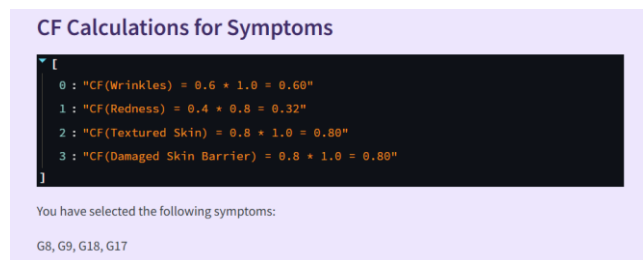 CF Calculations for Symptoms
[
0 : "CF(Wrinkles) = 0.6 * 1.0 = 0.60"
1 : "CF(Redness) = 0.4 * 0.8 = 0.32"
2 : "CF(Textured Skin) = 0.8 * 1.0 = 0.80"
3 : "CF(Damaged Skin Barrier) = 0.8 * 1.0 = 0.80"
]
You have selected the following symptoms:
G8, G9, G18, G17